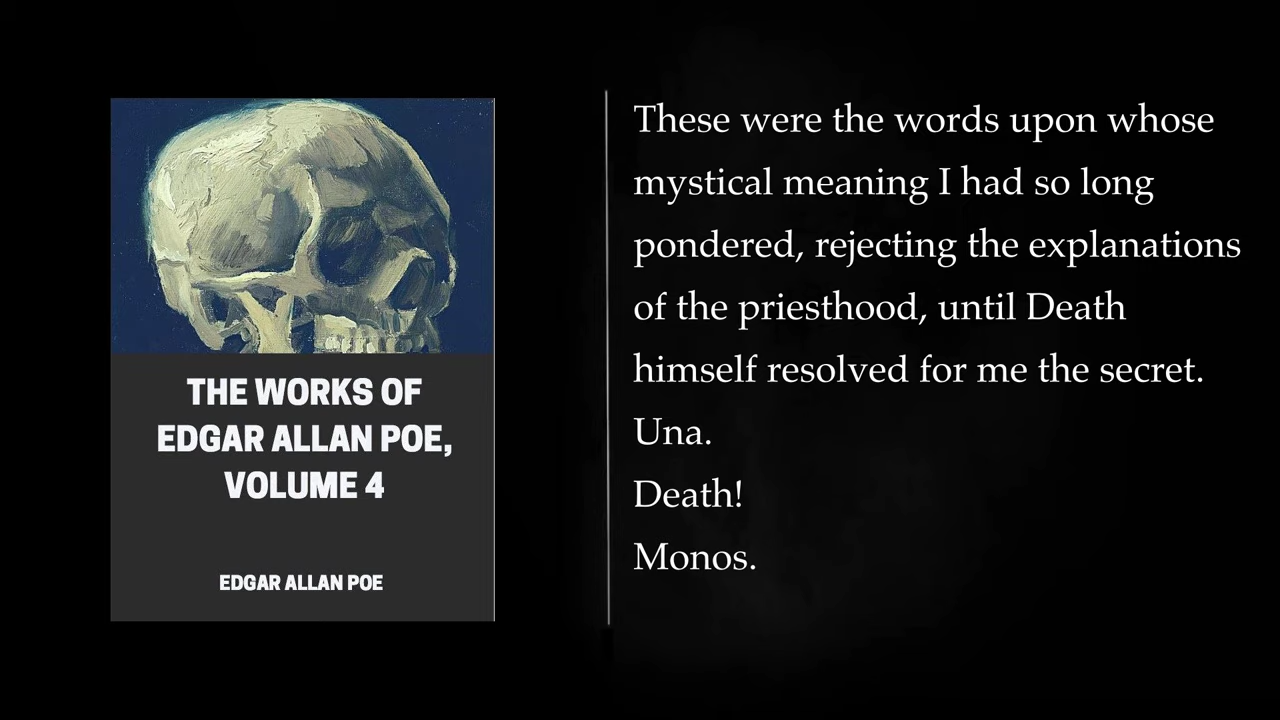 THE WORKS OF
EDGAR ALLAN POE,
VOLUME 4
EDGAR ALLAN POE
These were the words upon whose
mystical meaning I had so long
pondered, rejecting the explanations
of the priesthood, until Death
himself resolved for me the secret.
Una.
Death!
Monos.